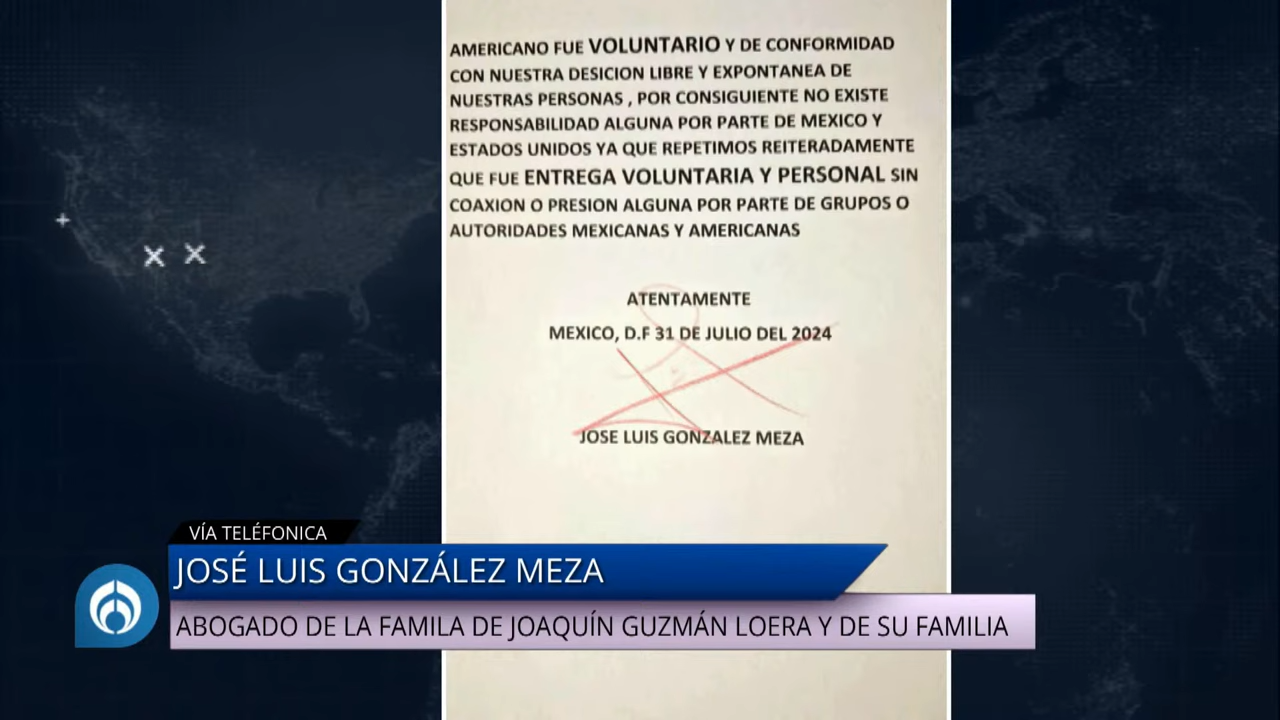 AMERICANO FUE VOLUNTARIO Y DE CONFORMIDAD
CON NUESTRA DESICION LIBRE Y EXPONTANEA DE
NUESTRAS PERSONAS , POR CONSIGUIENTE NO EXISTE
RESPONSABILIDAD ALGUNA POR PARTE DE MEXICO Y
ESTADOS UNIDOS YA QUE REPETIMOS REITERADAMENTE
QUE FUE ENTREGA VOLUNTARIA Y PERSONAL SIN
COAXION O PRESION ALGUNA POR PARTE DE GRUPOS O
AUTORIDADES MEXICANAS Y AMERICANAS
ATENTAMENTE
MEXICO, D.F 31 DE JULIO DEL 2024
JOSE LUIS GONZALEZ MEZA
VÍA TELÉFONICA
JOSÉ LUIS GONZÁLEZ MEZA
ABOGADO DE LA FAMILA DE JOAQUÍN GUZMÁN LOERA Y DE SU FAMILIA